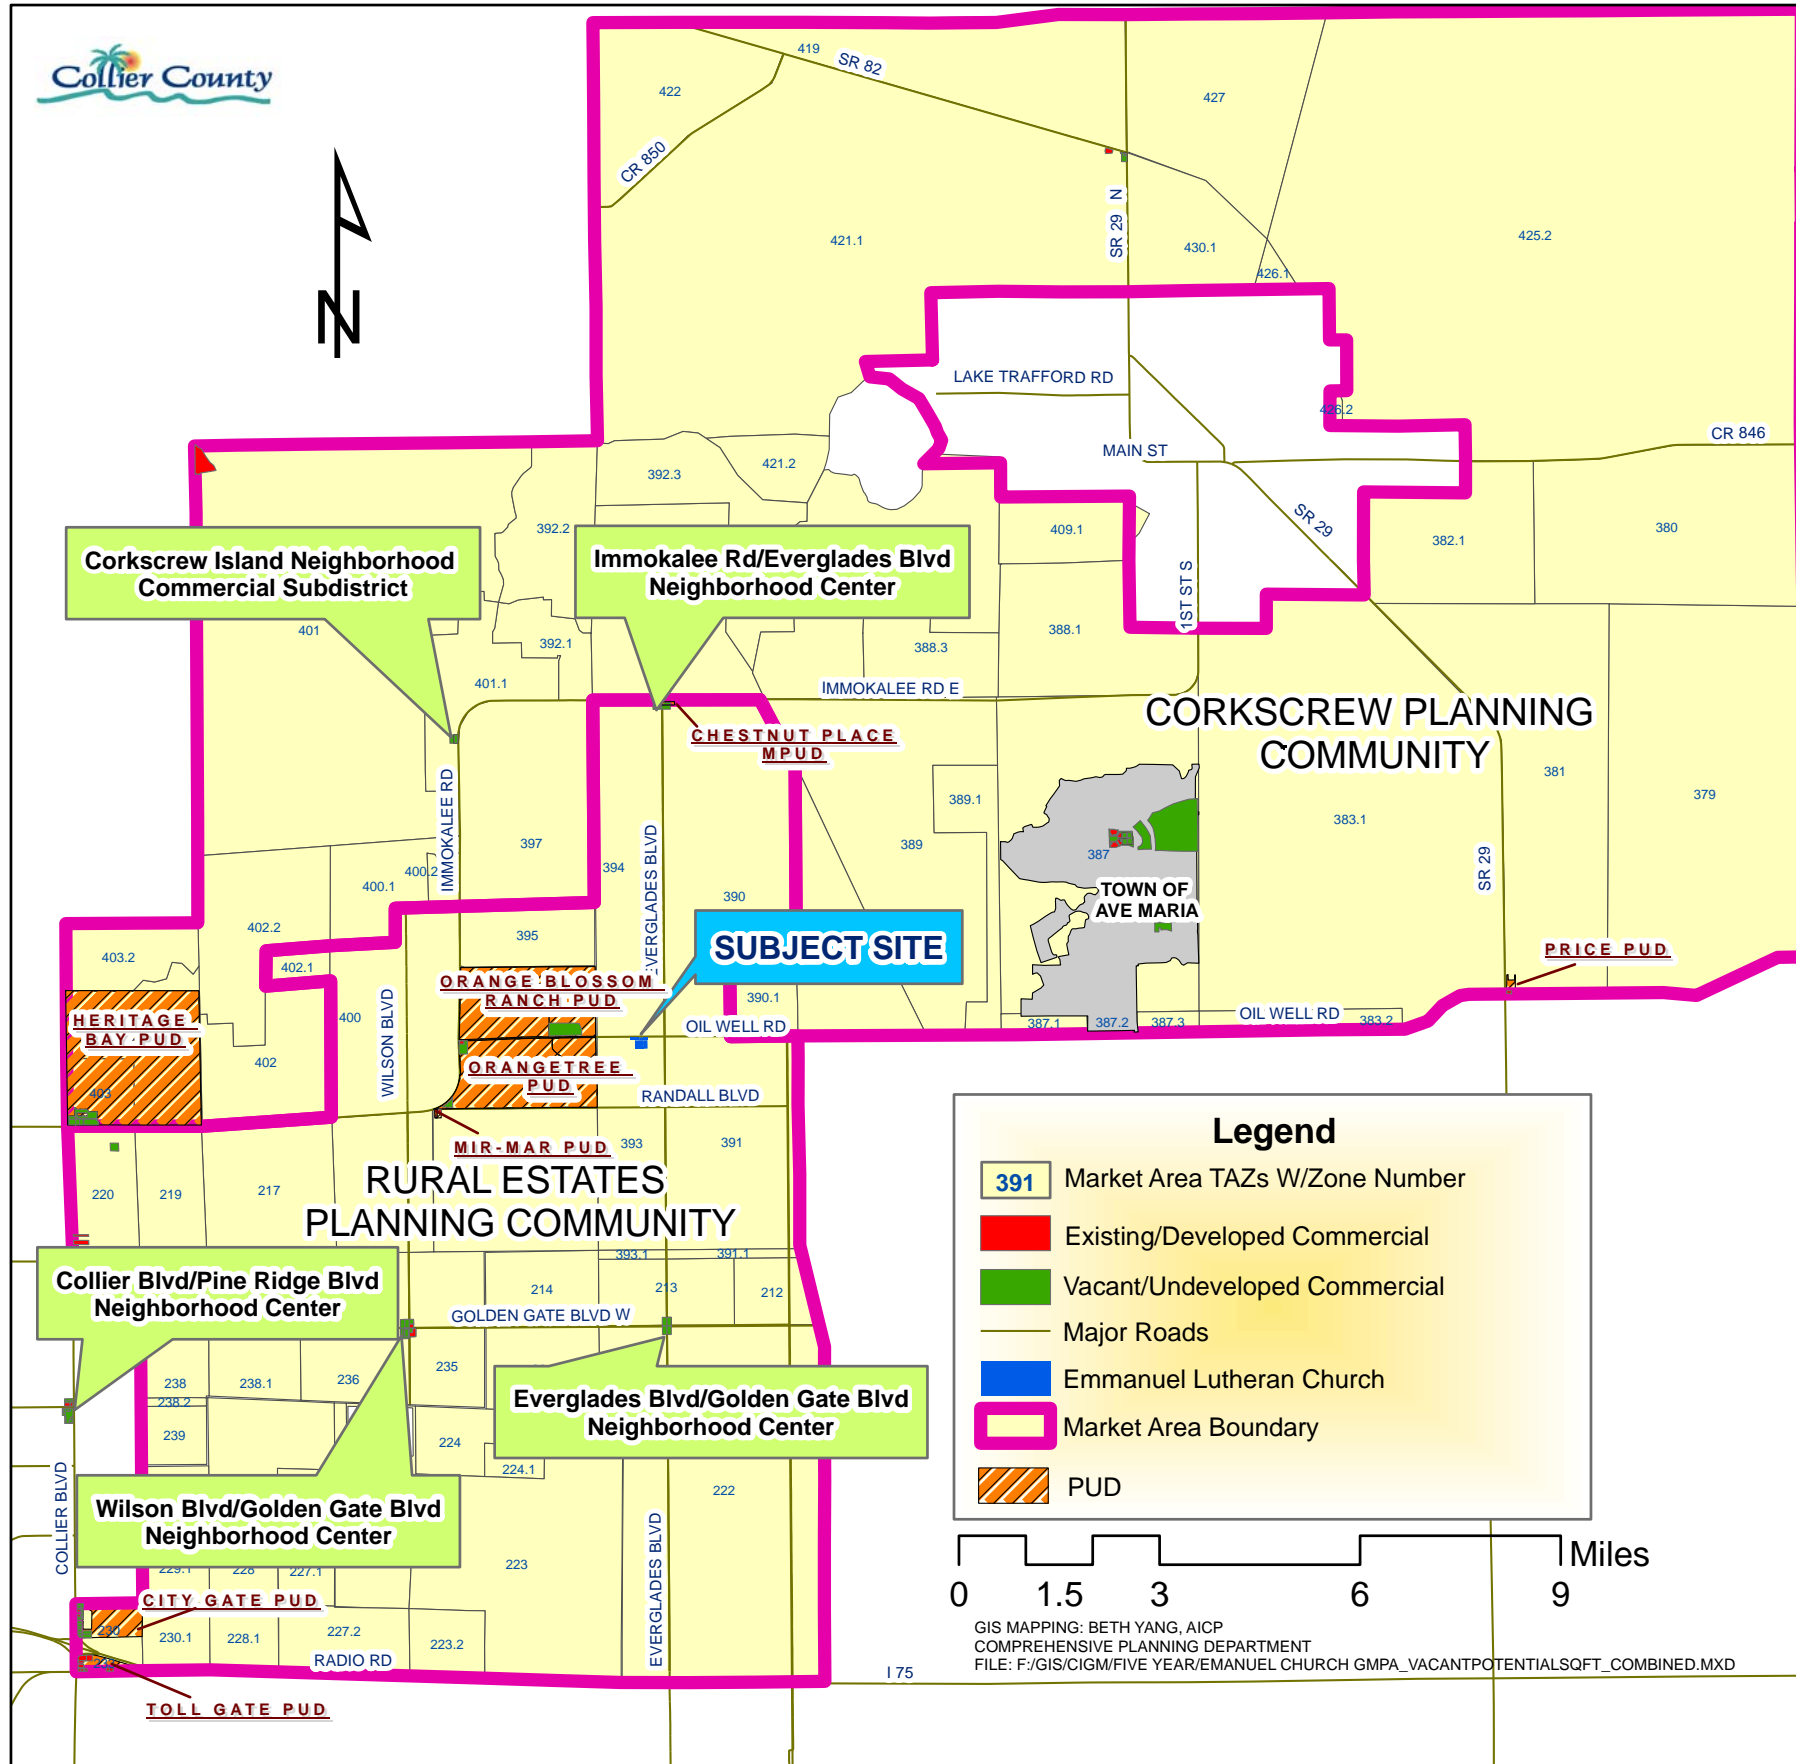 Collier County
N
419
SR 82
422
427
CR 850
SR 29 N
421.1
430.1
425.2
426.1
LAKE TRAFFORD RD
426.2
CR 846
MAIN ST
421.2
392.3
SR 29
392.2
409.1
382.1
380
Corkscrew Island Neighborhood
Commercial Subdistrict
Immokalee Rd/Everglades Blvd
Neighborhood Center
1ST ST S
401
392.1
388.3
388.1
401.1
IMMOKALEE RD E
CORKSCREW PLANNING
COMMUNITY
CHESTNUT PLACE
MPUD
IMMOKALEE RD
381
379
389.1
383.1
397
EVERGLADES BLVD
394
389
387
SR 29
400.2
400.1
390
TOWN OF
AVE MARIA
402.2
395
SUBJECT SITE
403.2
402.1
PRICE PUD
ORANGE BLOSSOM
RANCH PUD
390.1
HERITAGE
BAY PUD
400
WILSON BLVD
OIL WELL RD
387.1
387.2
387.3
OIL WELL RD
383.2
402
403
ORANGETREE
PUD
RANDALL BLVD
MIR-MAR PUD
393
391
RURAL ESTATES
PLANNING COMMUNITY
220
219
217
393.1
391.1
Collier Blvd/Pine Ridge Blvd
Neighborhood Center
214
213
212
GOLDEN GATE BLVD W
235
238
238.1
236
238.2
239
224
224.1
Everglades Blvd/Golden Gate Blvd
Neighborhood Center
222
Wilson Blvd/Golden Gate Blvd
Neighborhood Center
COLLIER BLVD
EVERGLADES BLVD
223
229.1
228
227.1
CITY GATE PUD
230
230.1
228.1
227.2
223.2
RADIO RD
TOLL GATE PUD
I 75
Legend
391 Market Area TAZs W/Zone Number
Existing/Developed Commercial
Vacant/Undeveloped Commercial
Major Roads
Emmanuel Lutheran Church
Market Area Boundary
PUD
Miles
0 1.5 3 6 9
GIS MAPPING: BETH YANG, AICP
COMPREHENSIVE PLANNING DEPARTMENT
FILE: F:/GIS/CIGM/FIVE YEAR/EMANUEL CHURCH GMPA_VACANTPOTENTIALSQFT_COMBINED.MXD